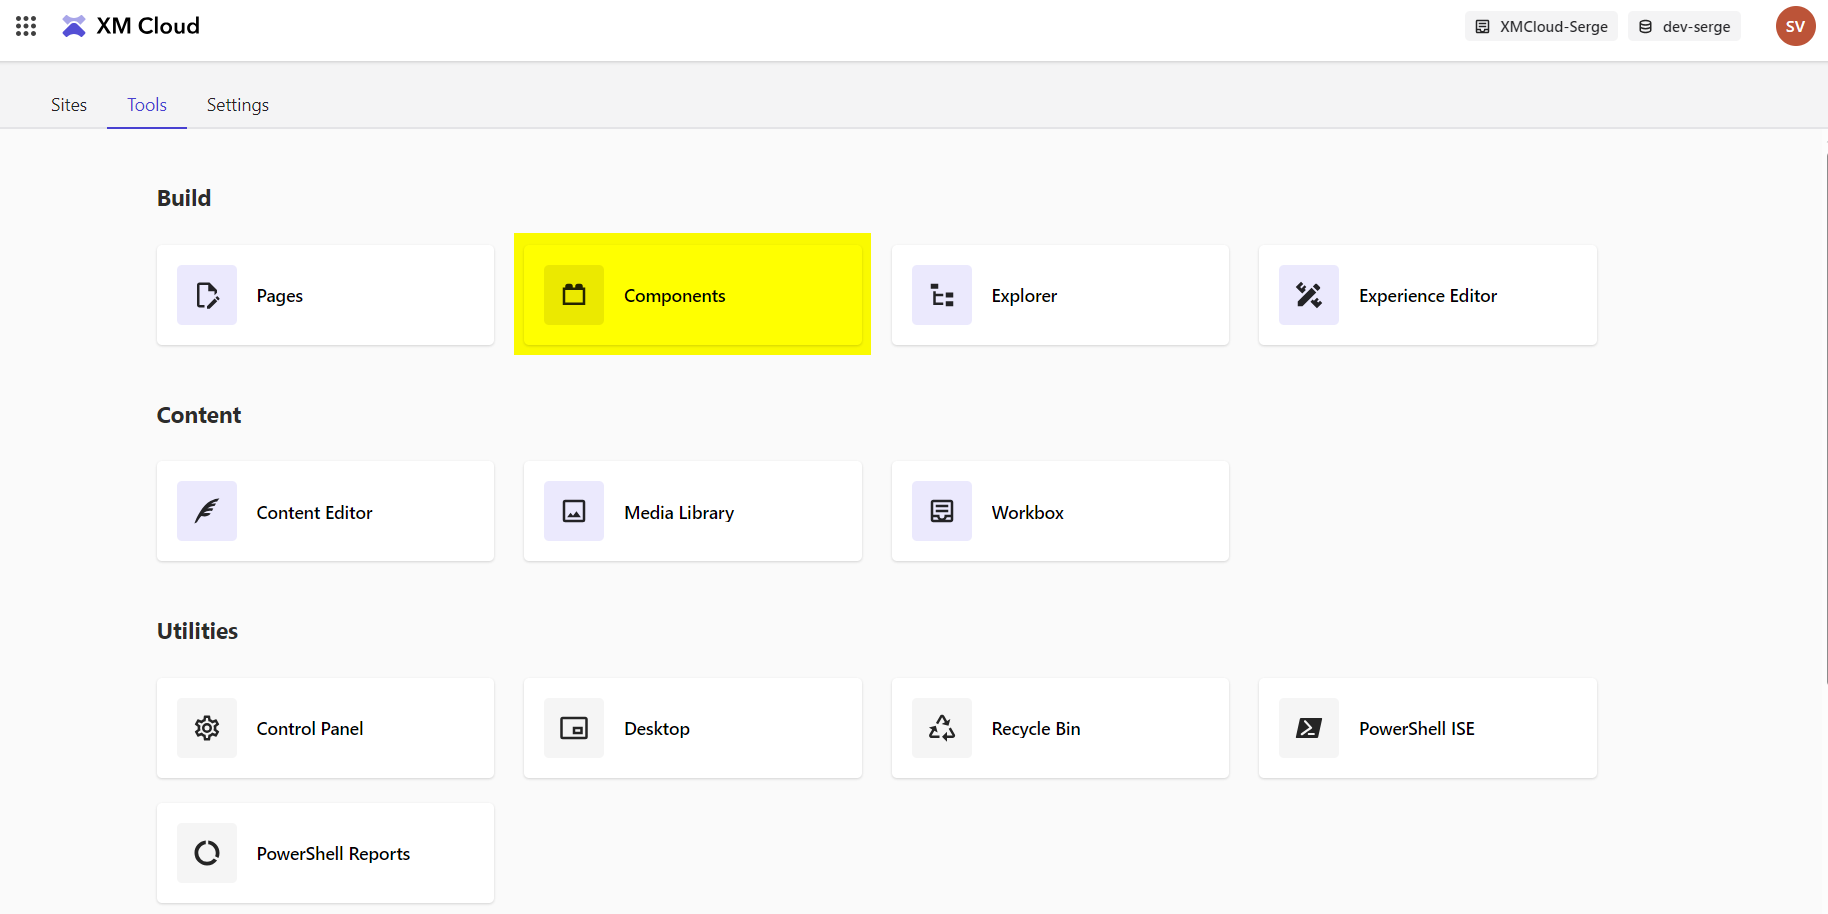 XM Cloud
XMCloud-Serge
dev-serge
SV
Sites
Tools
Settings
Build
Pages
Components
Explorer
Experience Editor
Content
Content Editor
Media Library
Workbox
Utilities
Control Panel
Desktop
Recycle Bin
PowerShell ISE
PowerShell Reports